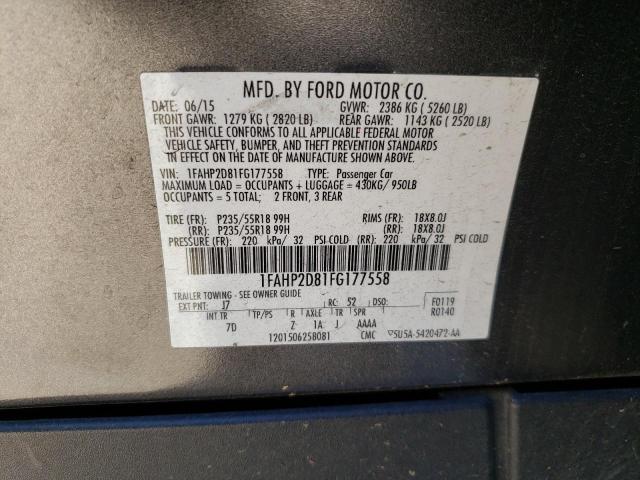 MFD. BY FORD MOTOR CO.
DATE: 06/15 GVWR: 2386 KG ( 5260 LB)
FRONT GAWR: 1279 KG ( 2820 LB) REAR GAWR: 1143 KG ( 2520 LB)
THIS VEHICLE CONFORMS TO ALL APPLICABLE FEDERAL MOTOR
VEHICLE SAFETY, BUMPER, AND THEFT PREVENTION STANDARDS
IN EFFECT ON THE DATE OF MANUFACTURE SHOWN ABOVE.
VIN: 1FAHP2D81FG177558 TYPE: Passenger Car
MAXIMUM LOAD = OCCUPANTS + LUGGAGE = 430KG/ 950LB
OCCUPANTS = 5 TOTAL; 2 FRONT, 3 REAR
TIRE (FR): P235/55R18 99H RIMS (FR): 18X8.0J
(RR): P235/55R18 99H (RR): 18X8.0J
PRESSURE (FR): 220 kPa/ 32 PSI COLD (RR): 220 kPa/ 32 PSI COLD
1FAHP2D81FG177558
TRAILER TOWING - SEE OWNER GUIDE
EXT PNT: J7 RC: 52 DSO: F0119
INT TR TP/PS R AXLE TR SPR R0140
7D Z 1A J AAAA
1201506258081 CMC 5U5A-5420472-AA